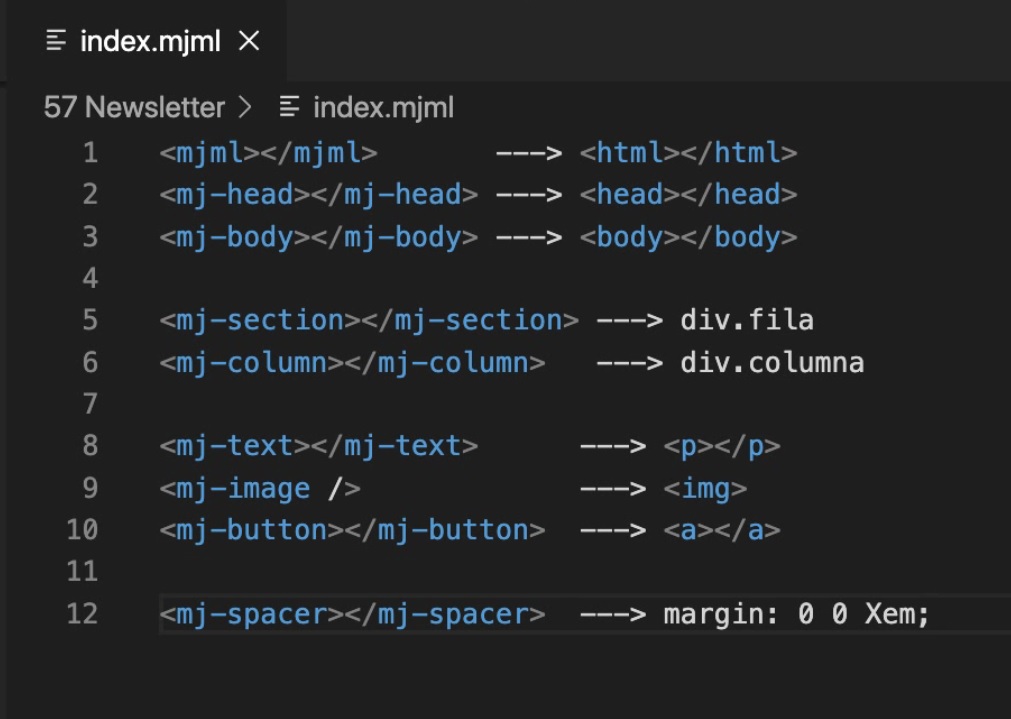 index.mjml
57 Newsletter > index.mjml
1 <mjml></mjml> ---> <html></html>
2 <mj-head></mj-head> ---> <head></head>
3 <mj-body></mj-body> ---> <body></body>
4
5 <mj-section></mj-section> ---> div.fila
6 <mj-column></mj-column> ---> div.columna
7
8 <mj-text></mj-text> ---> <p></p>
9 <mj-image /> ---> <img>
10 <mj-button></mj-button> ---> <a></a>
11
12 <mj-spacer></mj-spacer> ---> margin: 0 0 Xem;